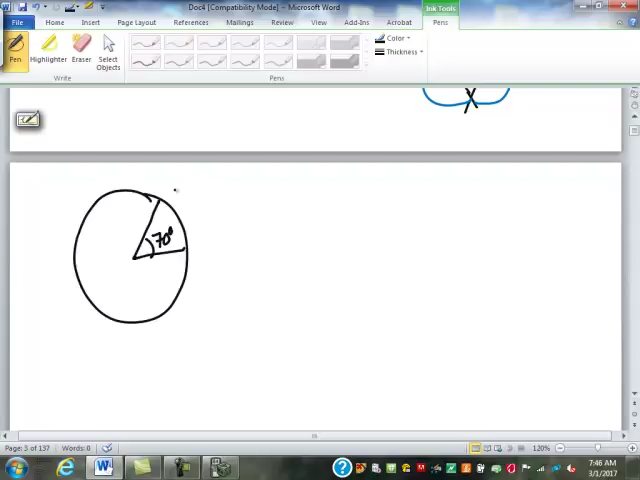 Doc4 [Compatibility Mode] - Microsoft Word
Ink Tools
File
Home
Insert
Page Layout
References
Mailings
Review
View
Add-Ins
Acrobat
Pens
Pen
Highlighter
Eraser
Select
Objects
Color
Thickness
Write
Pens
70°
Page: 3 of 137
Words: 0
120%
7:46 AM
3/1/2017